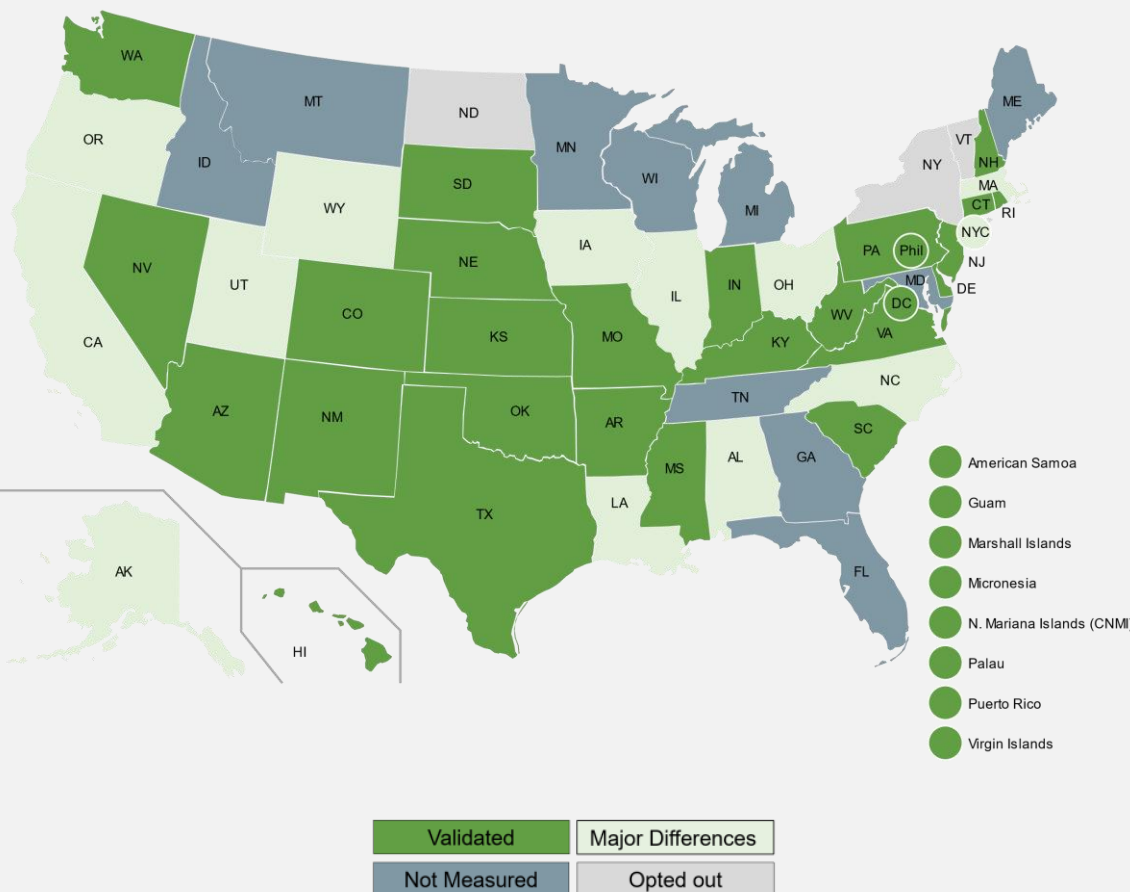 WA
MT
ND
MN
ME
OR
ID
SD
WI
MI
NY
VT
NH
MA
CT
RI
NYC
WY
IA
NE
PA
Phil
NJ
NV
UT
CO
IL
IN
OH
MD
DE
DC
WV
VA
CA
KS
MO
KY
NC
TN
AZ
NM
OK
AR
SC
MS
AL
GA
LA
TX
FL
AK
HI
American Samoa
Guam
Marshall Islands
Micronesia
N. Mariana Islands (CNMI)
Palau
Puerto Rico
Virgin Islands
Validated
Major Differences
Not Measured
Opted out